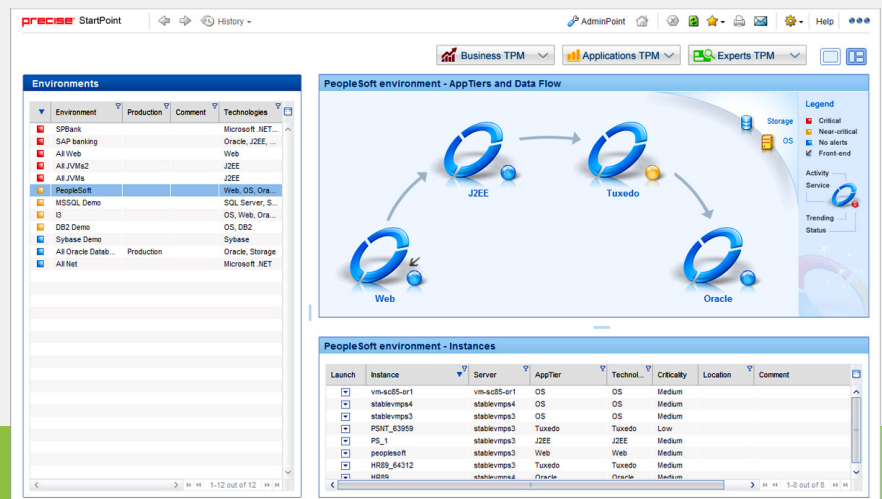 precise StartPoint History AdminPoint Help
Business TPM Applications TPM Experts TPM
Environments
Environment Production Comment Technologies
SPBank Microsoft .NET...
SAP banking Oracle, J2EE, ...
All Web Web
All JVMs2 J2EE
All JVMs J2EE
PeopleSoft Web, OS, Ora...
MSSQL Demo SQL Server, S...
I3 OS, Web, Ora...
DB2 Demo OS, DB2
Sybase Demo Sybase
All Oracle Datab... Production Oracle, Storage
All Net Microsoft .NET
1-12 out of 12
PeopleSoft environment - AppTiers and Data Flow
J2EE
Tuxedo
Web
Oracle
Storage
OS
Legend
Critical
Near-critical
No alerts
Front-end
Activity
Service
Trending
Status
PeopleSoft environment - Instances
Launch Instance Server AppTier Technol... Criticality Location Comment
vm-sc85-or1 vm-sc85-or1 OS OS Medium
stablevmps4 stablevmps4 OS OS Medium
stablevmps3 stablevmps3 OS OS Medium
PSNT_63959 stablevmps3 Tuxedo Tuxedo Low
PS_1 stablevmps3 J2EE J2EE Medium
peoplesoft stablevmps3 Web Web Medium
HR89_64312 stablevmps3 Tuxedo Tuxedo Medium
HR89 stablevmps4 Oracle Oracle Medium
1-8 out of 8